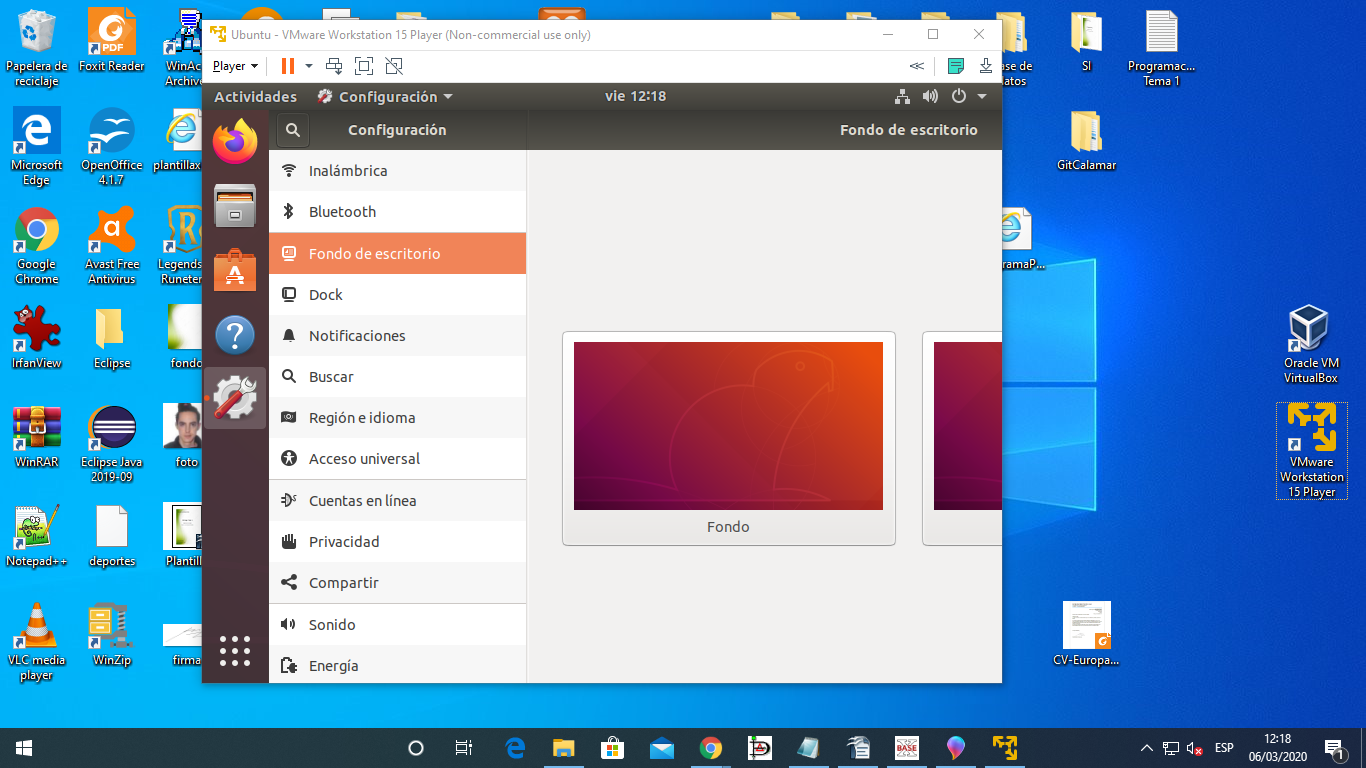 Ubuntu - VMware Workstation 15 Player (Non-commercial use only)
Player
Actividades
Configuración
vie 12:18
Configuración
Fondo de escritorio
Inalámbrica
Bluetooth
Fondo de escritorio
Dock
Notificaciones
Buscar
Región e idioma
Acceso universal
Cuentas en línea
Privacidad
Compartir
Sonido
Energía
Fondo
Papelera de
reciclaje
PDF
Foxit Reader
WinAc
Archive
Microsoft
Edge
OpenOffice
4.1.7
plantillax
Google
Chrome
Avast Free
Antivirus
Legends
Runeter
IrfanView
Eclipse
fondo
WinRAR
Eclipse Java
2019-09
foto
Notepad++
deportes
Plantill
VLC media
player
WinZip
firma
ase de
atos
SI
Programac...
Tema 1
GitCalamar
ramaP...
Oracle VM
VirtualBox
VMware
Workstation
15 Player
CV-Europa...
BASE
ESP
12:18
06/03/2020
1